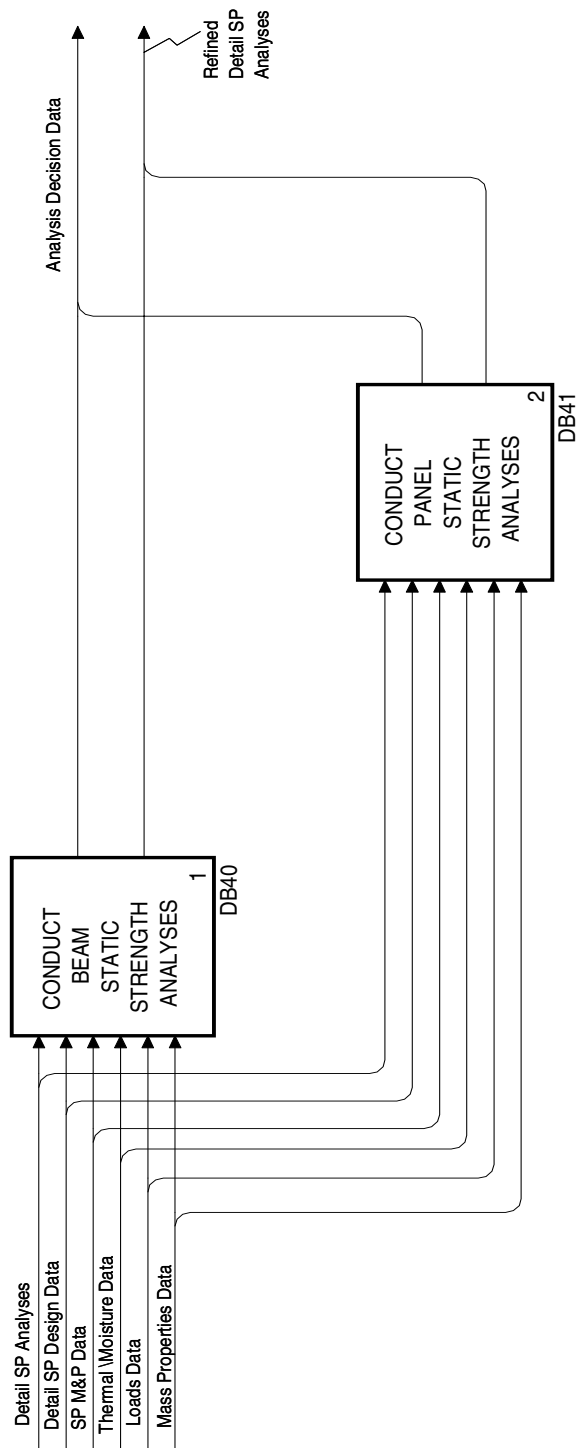 Detail SP Analyses
Detail SP Design Data
SP M&P Data
Thermal \Moisture Data
Loads Data
Mass Properties Data
CONDUCT
BEAM
STATIC
STRENGTH
ANALYSES
1
DB40
CONDUCT
PANEL
STATIC
STRENGTH
ANALYSES
2
DB41
Analysis Decision Data
Refined
Detail SP
Analyses